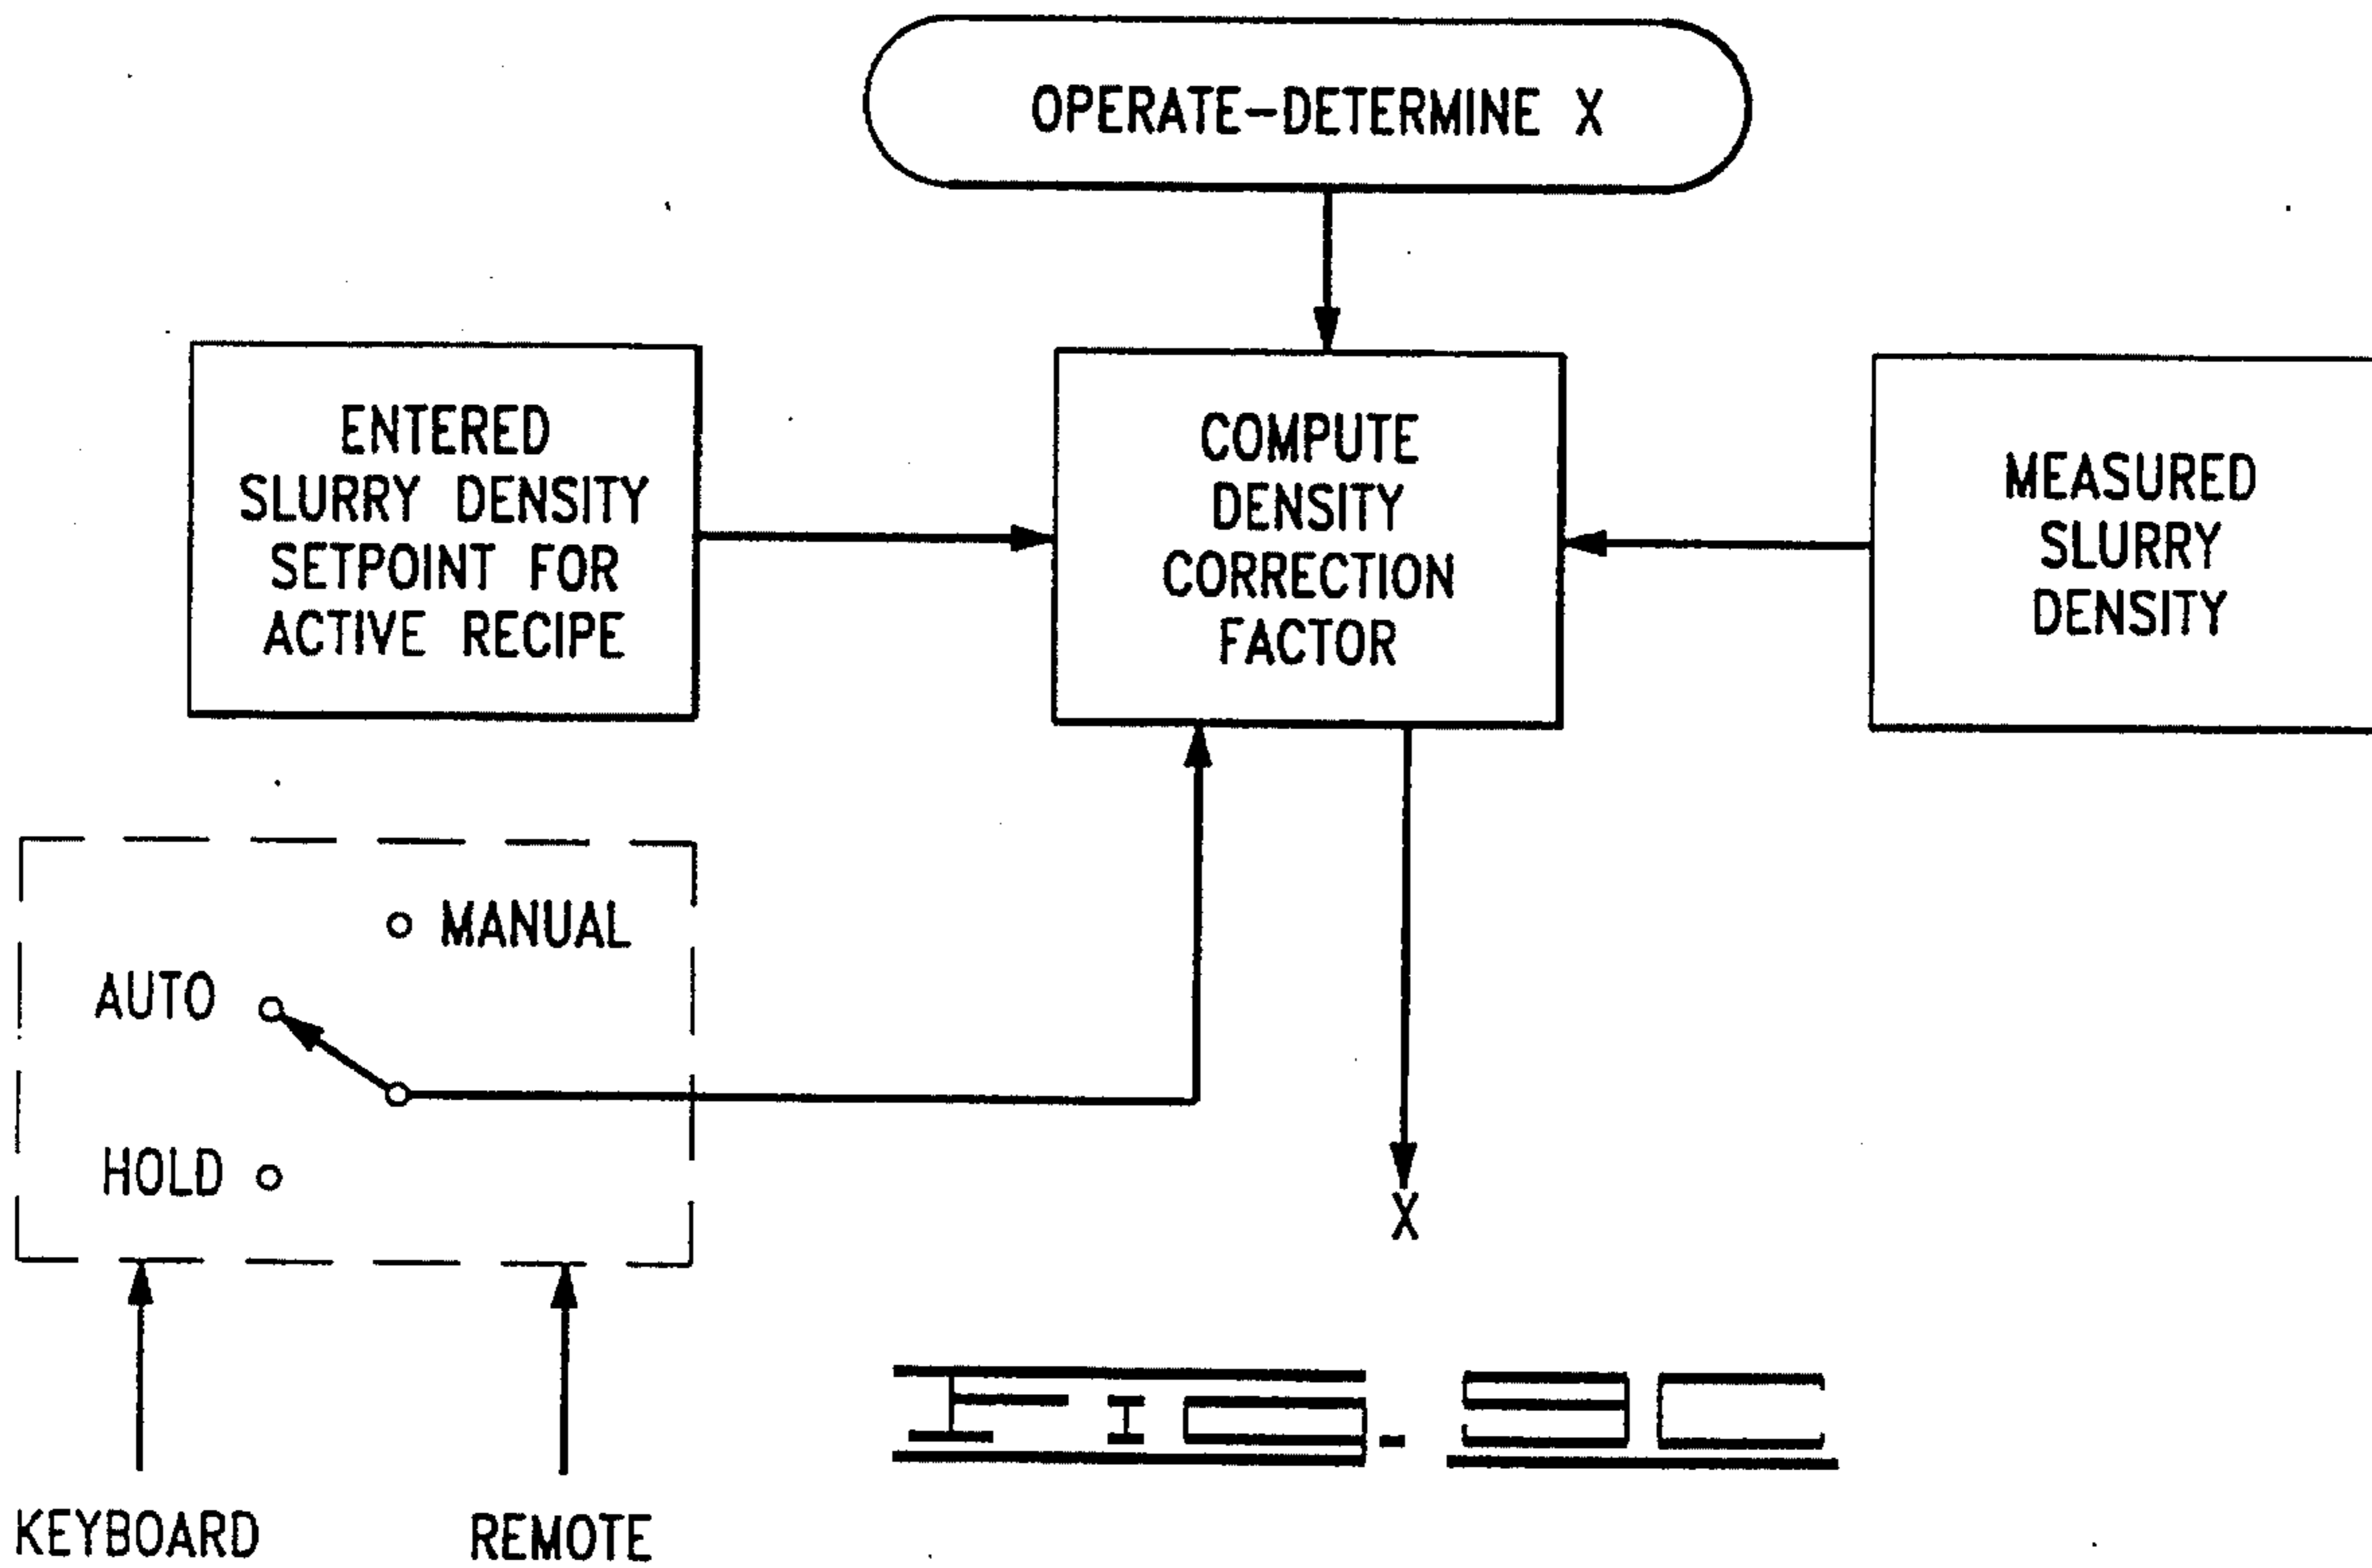 OPERATE-DETERMINE X
ENTERED
SLURRY DENSITY
SETPOINT FOR
ACTIVE RECIPE
COMPUTE
DENSITY
CORRECTION
FACTOR
MEASURED
SLURRY
DENSITY
MANUAL
AUTO
HOLD
X
KEYBOARD
REMOTE
FIG. 9C